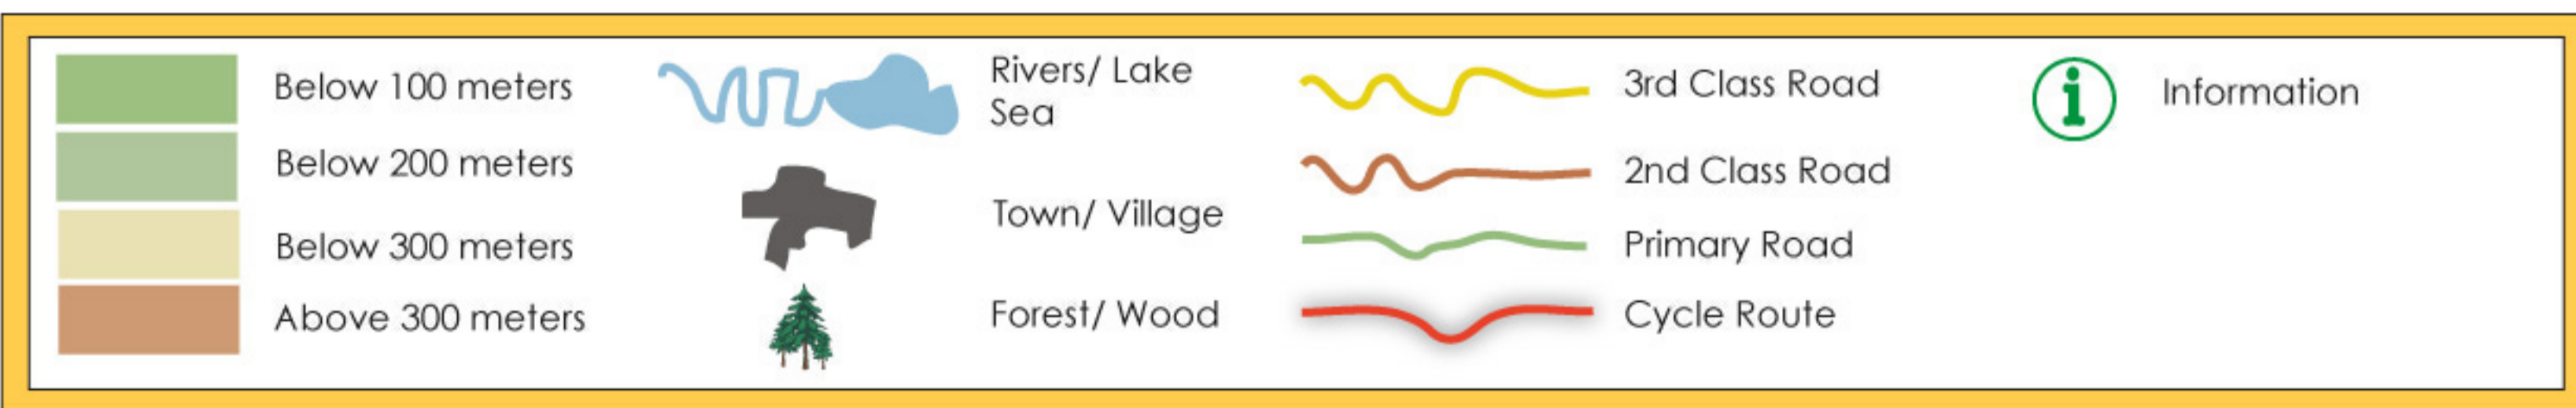 Below 100 meters
Below 200 meters
Below 300 meters
Above 300 meters
Rivers/ Lake
Sea
Town/ Village
Forest/ Wood
3rd Class Road
2nd Class Road
Primary Road
Cycle Route
i
Information